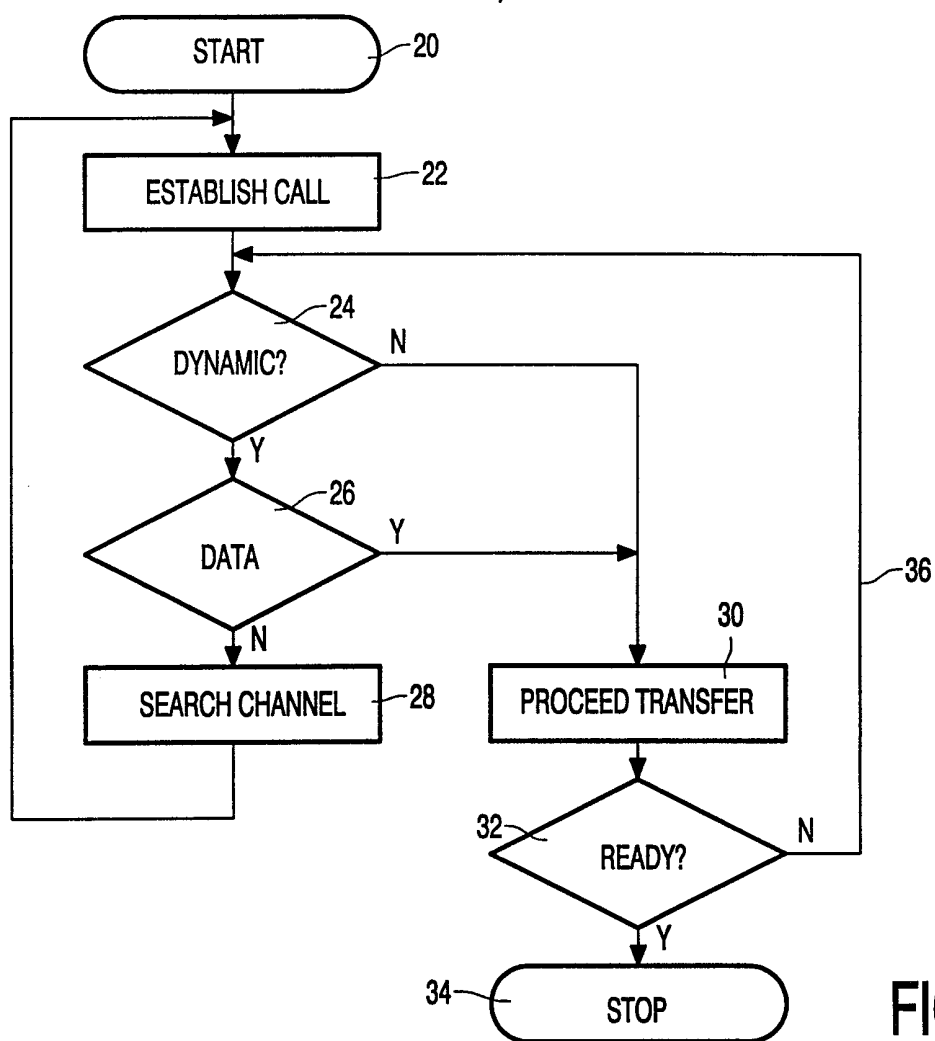 START
20
ESTABLISH CALL
22
24
DYNAMIC?
N
Y
26
DATA
Y
N
36
30
SEARCH CHANNEL
28
PROCEED TRANSFER
32
READY?
N
Y
34
STOP